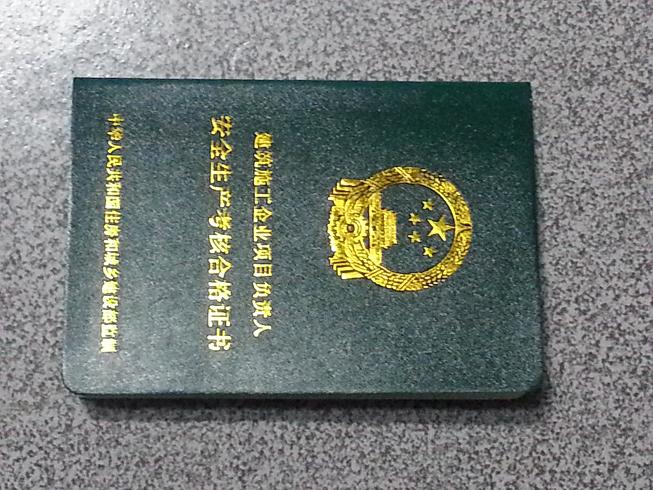 建筑施工企业项目负责人
安全生产考核合格证书
中华人民共和国住房和城乡建设部监制